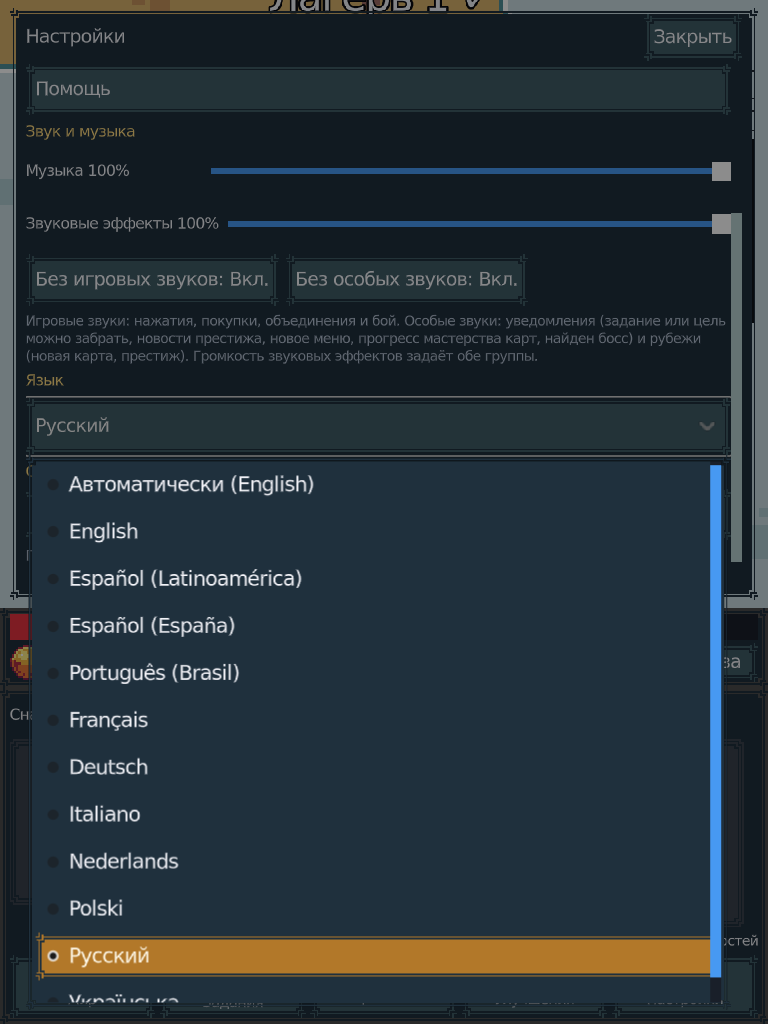 Лагерь 1 ✓
Настройки
Закрыть
Помощь
Звук и музыка
Музыка 100%
Звуковые эффекты 100%
Без игровых звуков: Вкл.
Без особых звуков: Вкл.
Игровые звуки: нажатия, покупки, объединения и бой. Особые звуки: уведомления (задание или цель
можно забрать, новости престижа, новое меню, прогресс мастерства карт, найден босс) и рубежи
(новая карта, престиж). Громкость звуковых эффектов задаёт обе группы.
Язык
Русский
Автоматически (English)
English
Español (Latinoamérica)
Español (España)
Português (Brasil)
Français
Deutsch
Italiano
Nederlands
Polski
Русский
Українська